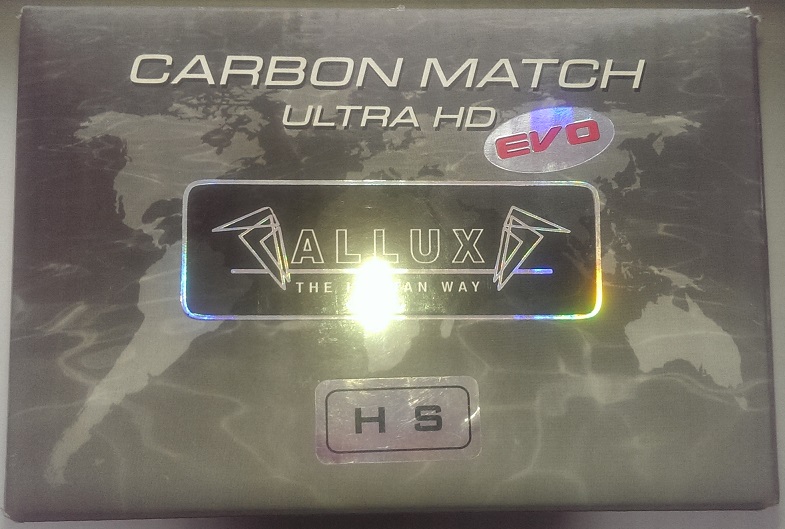 CARBON MATCH
ULTRA HD
EVO
ALLUX
THE WAY
H S